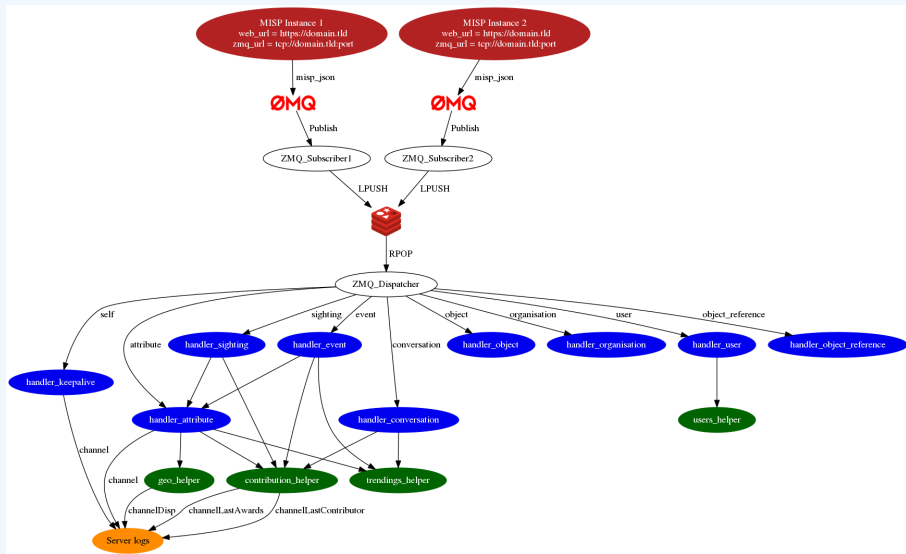 MISP Instance 1
web_url = https://domain.tld
zmq_url = tcp://domain.tld:port
MISP Instance 2
web_url = https://domain.tld
zmq_url = tcp://domain.tld:port
misp_json
misp_json
ØMQ
ØMQ
Publish
Publish
ZMQ_Subscriber1
ZMQ_Subscriber2
LPUSH
LPUSH
RPOP
ZMQ_Dispatcher
self
sighting
event
object
organisation
user
object_reference
attribute
handler_sighting
handler_event
conversation
handler_object
handler_organisation
handler_user
handler_object_reference
handler_keepalive
handler_attribute
handler_conversation
users_helper
channel
channel
geo_helper
contribution_helper
trendings_helper
channelDisp
channelLastAwards
channelLastContributor
Server logs